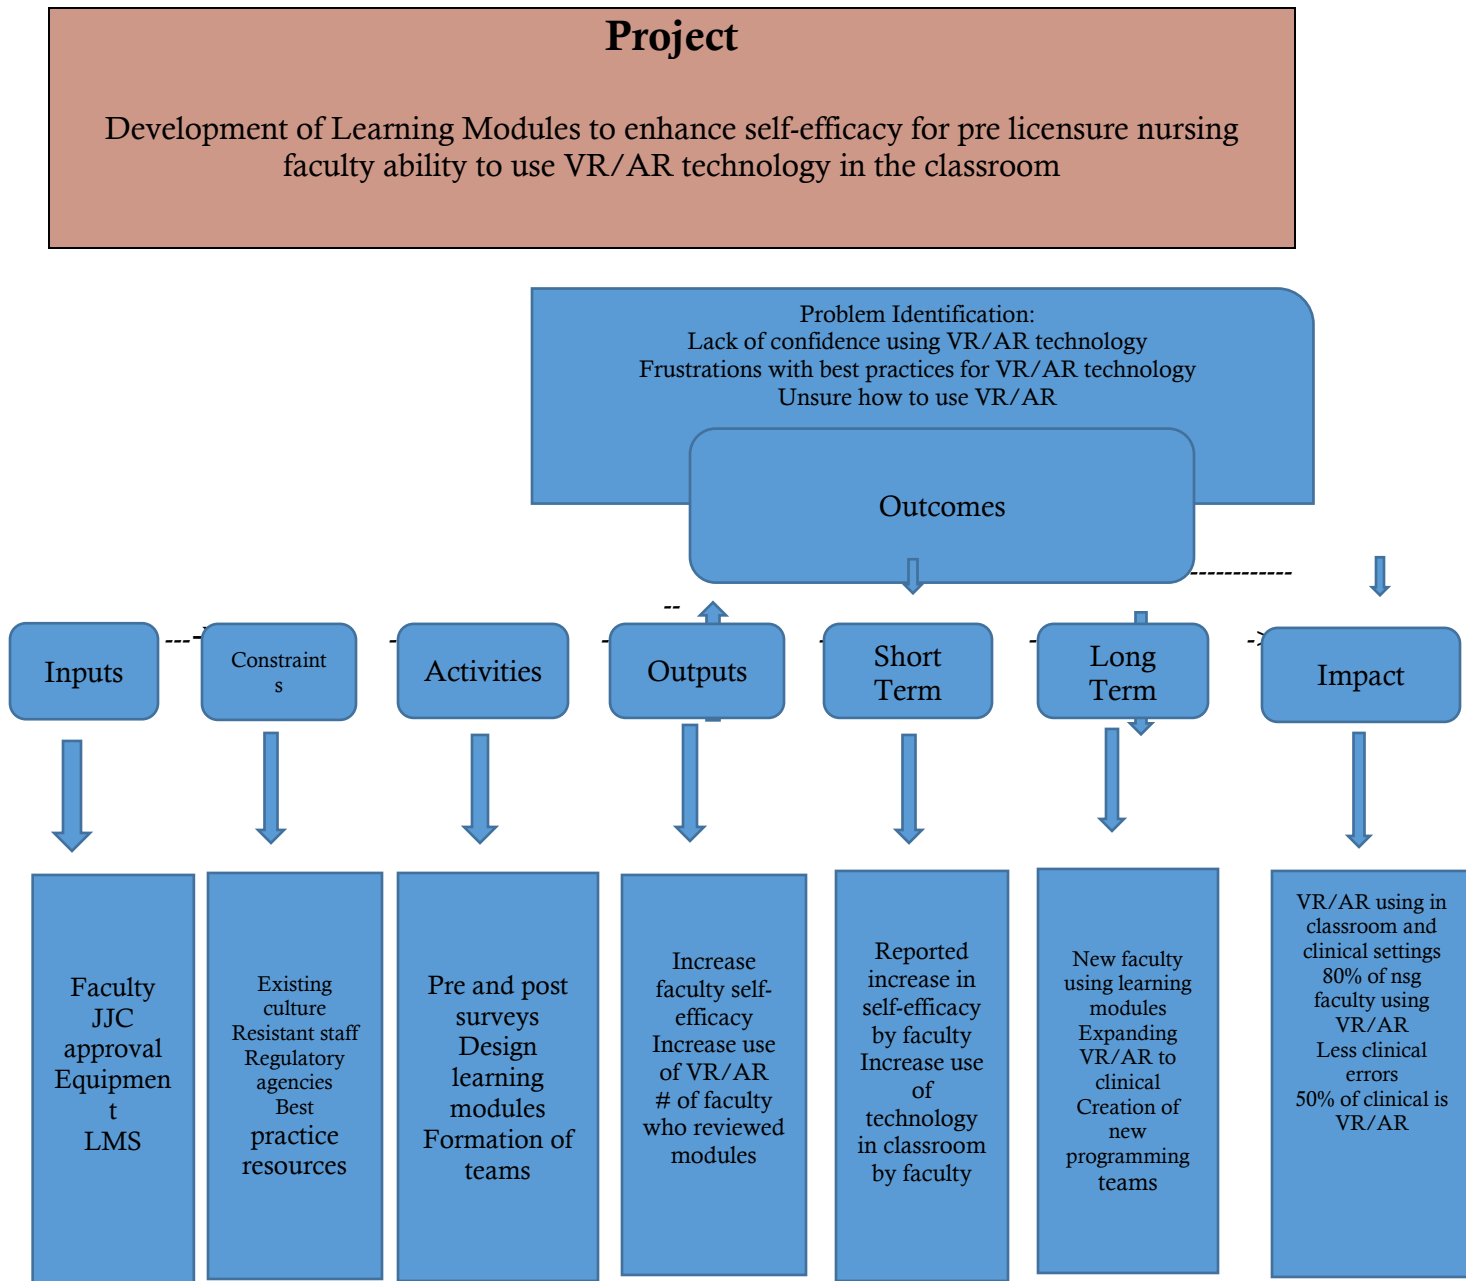 Project
Development of Learning Modules to enhance self-efficacy for pre licensure nursing
faculty ability to use VR/AR technology in the classroom
Problem Identification:
Lack of confidence using VR/AR technology
Frustrations with best practices for VR/AR technology
Unsure how to use VR/AR
Outcomes
Inputs
Constraint
s
Activities
Outputs
Short
Term
Long
Term
Impact
Faculty
JJC
approval
Equipmen
t
LMS
Existing
culture
Resistant staff
Regulatory
agencies
Best
practice
resources
Pre and post
surveys
Design
learning
modules
Formation of
teams
Increase
faculty self-
efficacy
Increase use
of VR/AR
# of faculty
who reviewed
modules
Reported
increase in
self-efficacy
by faculty
Increase use
of
technology
in classroom
by faculty
New faculty
using learning
modules
Expanding
VR/AR to
clinical
Creation of
new
programming
teams
VR/AR using in
classroom and
clinical settings
80% of nsg
faculty using
VR/AR
Less clinical
errors
50% of clinical is
VR/AR